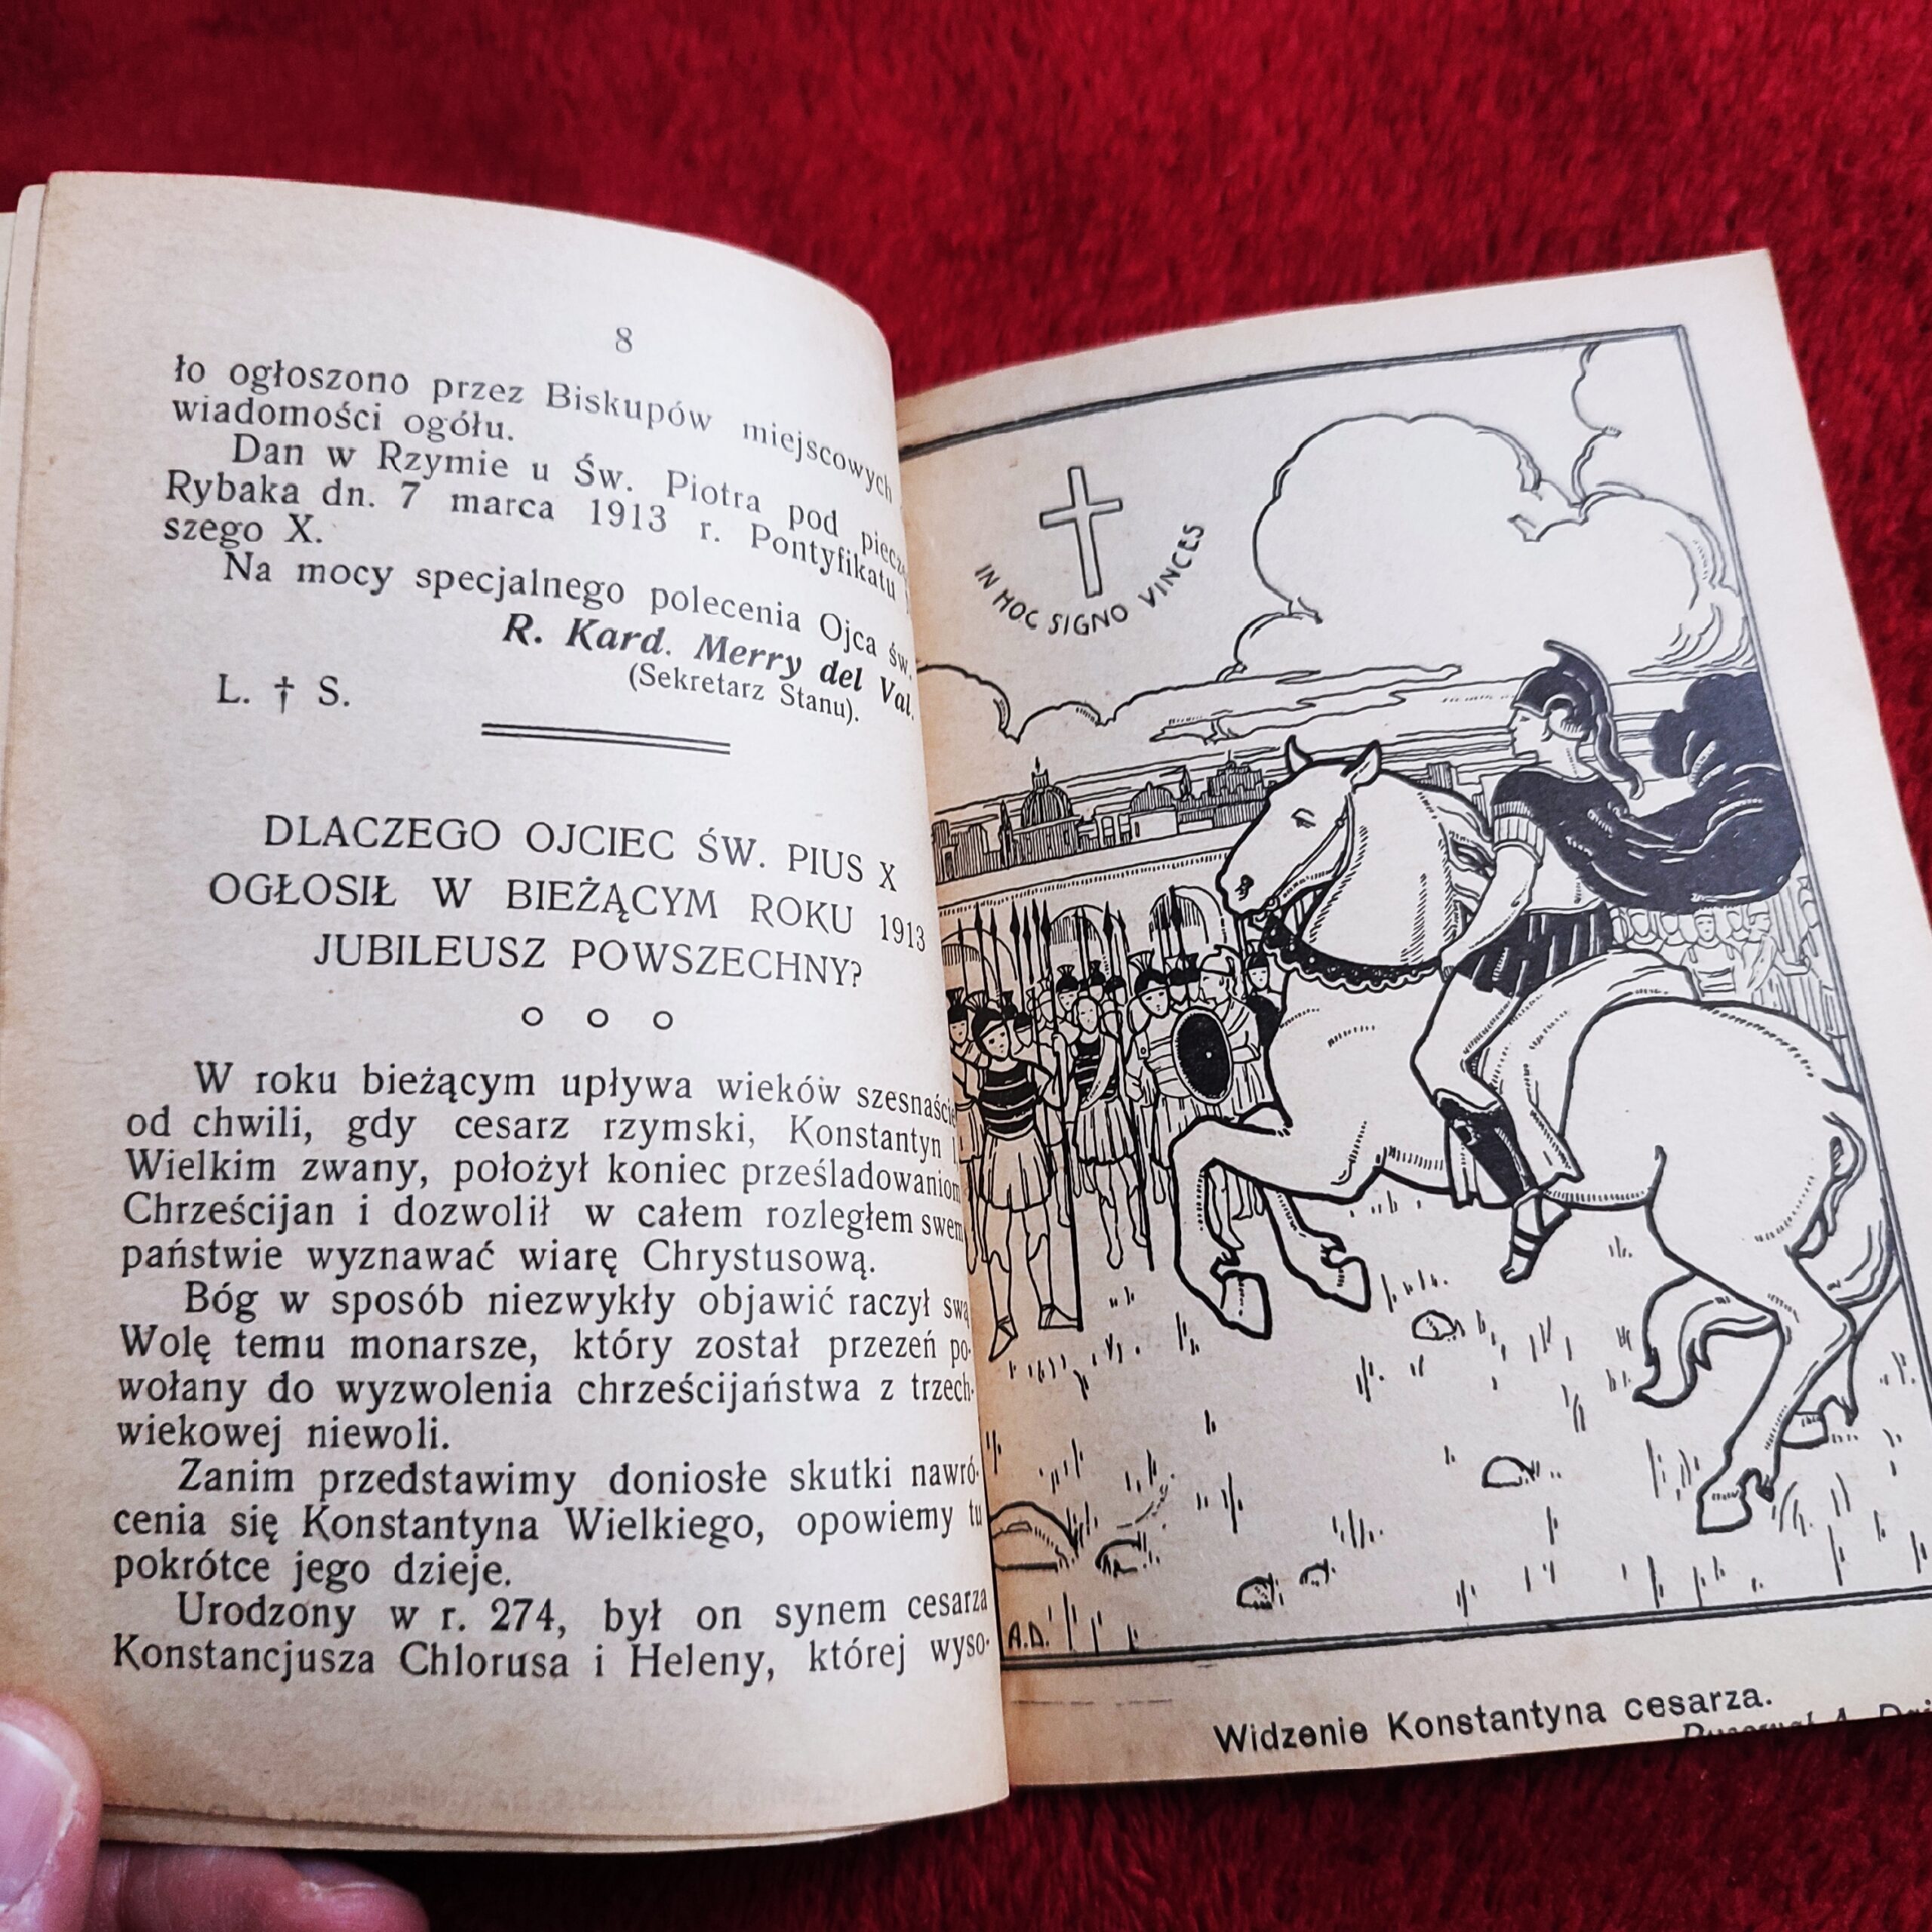 8
ło ogłoszono przez Biskupów miejscowych
wiadomości ogółu.
Dan w Rzymie u Św. Piotra pod
Rybaka dn. 7 marca 1913 r. Pontyfikatu
szego X.
Na mocy specjalnego polecenia Ojca św.
R. Kard. Merry del Val.
(Sekretarz Stanu).
L. † S.
DLACZEGO OJCIEC ŚW. PIUS X
OGŁOSIŁ W BIEŻĄCYM ROKU 1913
JUBILEUSZ POWSZECHNY?
o o o
W roku bieżącym upływa wieków
od chwili, gdy cesarz rzymski, Konstantyn
Wielkim zwany, położył koniec prześladowaniom
Chrześcijan i dozwolił w całem rozległem swem
państwie wyznawać wiarę Chrystusową.
Bóg w sposób niezwykły objawić raczył swą
Wolę temu monarsze, który został przezeń po-
wołany do wyzwolenia chrześcijaństwa z trzech-
wiekowej niewoli.
Zanim przedstawimy doniosłe skutki nawró-
cenia się Konstantyna Wielkiego, opowiemy tu
pokrótce jego dzieje.
Urodzony w r. 274, był on synem cesarza
Konstancjusza Chlorusa i Heleny, której wyso-
IN HOC SIGNO VINCES
A.D.
Widzenie Konstantyna cesarza.